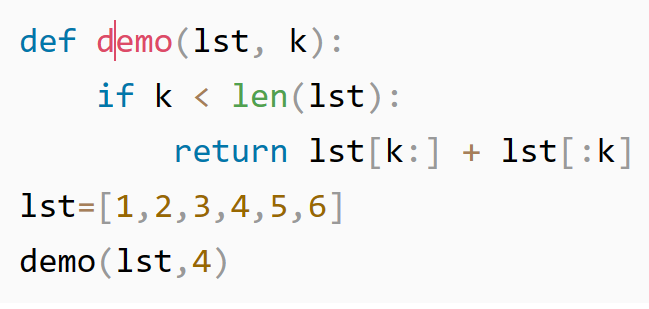 def demo(lst, k):
    if k < len(lst):
        return lst[k:] + lst[:k]
lst=[1,2,3,4,5,6]
demo(lst,4)